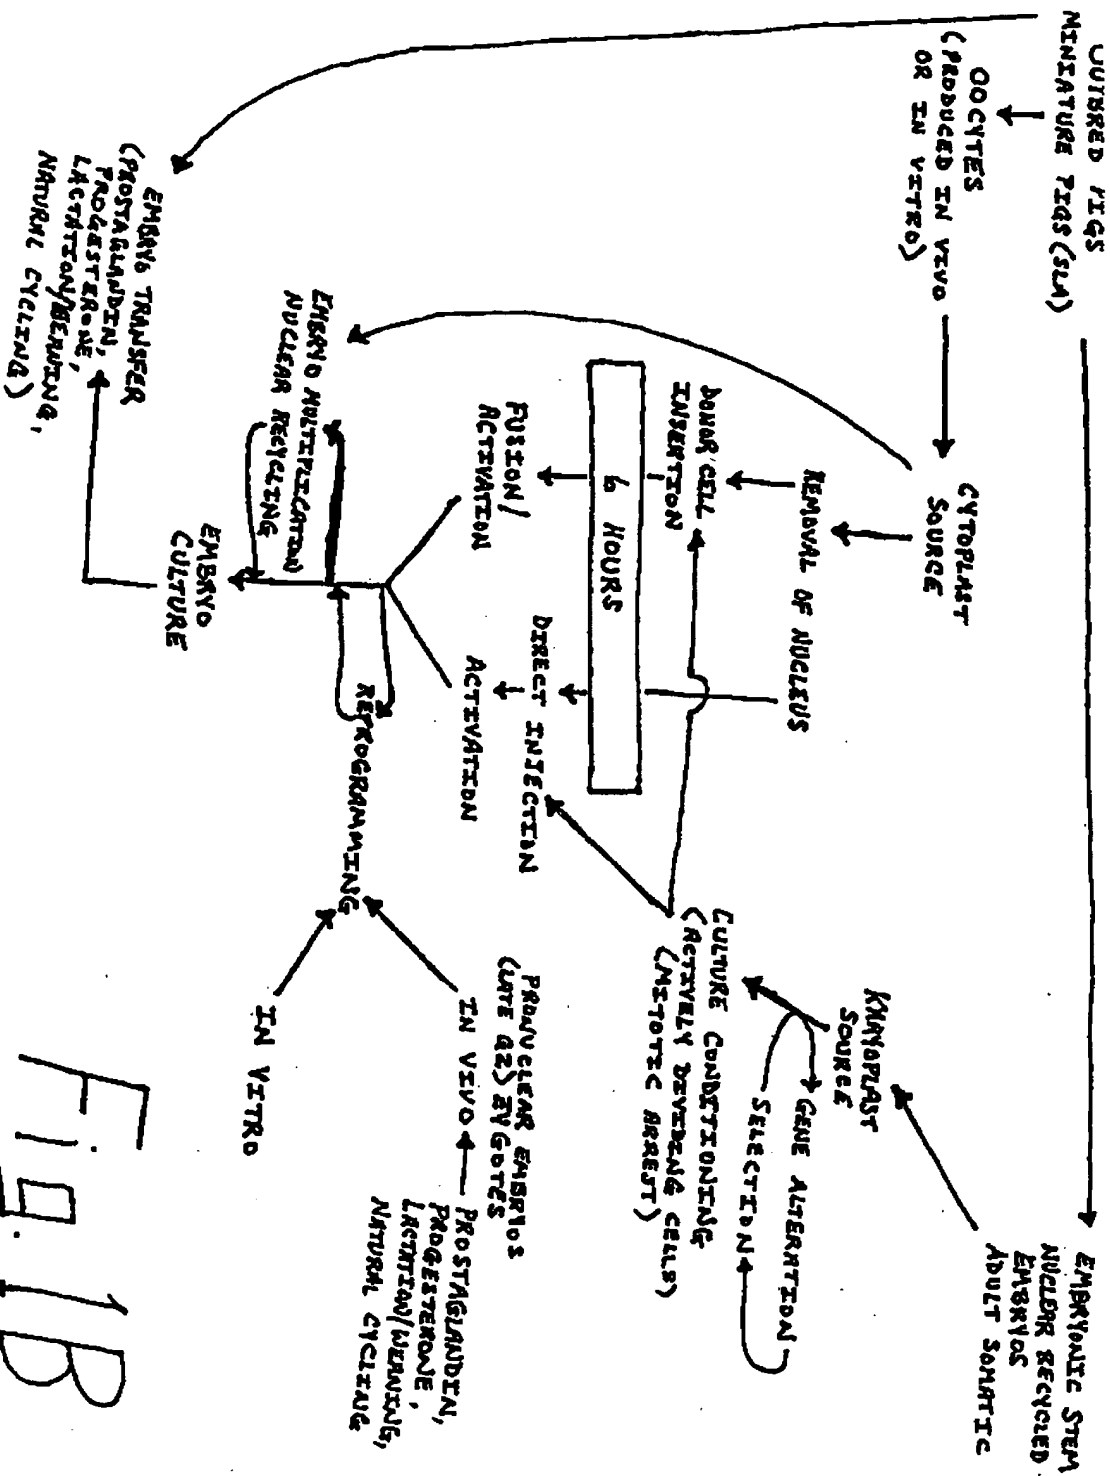 OUTBRED PIGS
MINIATURE PIGS (SLA)
OOCYTES
(PRODUCED IN VIVO
OR IN VITRO)
CYTOPLAST
SOURCE
EMBRYONIC STEM
NUCLEAR RECYCLED
EMBRYOS
ADULT SOMATIC
KARYOPLAST
SOURCE
GENE ALTERATION
SELECTION
REMOVAL OF NUCLEUS
CULTURE CONDITIONING
(ACTIVELY DIVIDING CELLS)
(MITOTIC ARREST)
DONOR CELL
INSERTION
6 HOURS
FUSION/
ACTIVATION
DIRECT INJECTION
ACTIVATION
PRONUCLEAR EMBRYOS
(LATE G2) ZYGOTES
IN VIVO
PROSTAGLANDIN,
PROGESTERONE,
LACTATION/WEANING,
NATURAL CYCLING
EMBRYO MULTIPLICATION
NUCLEAR RECYCLING
REPROGRAMMING
IN VITRO
EMBRYO
CULTURE
EMBRYO TRANSFER
(PROSTAGLANDIN,
PROGESTERONE,
LACTATION/WEANING,
NATURAL CYCLING)
Fig. 1B